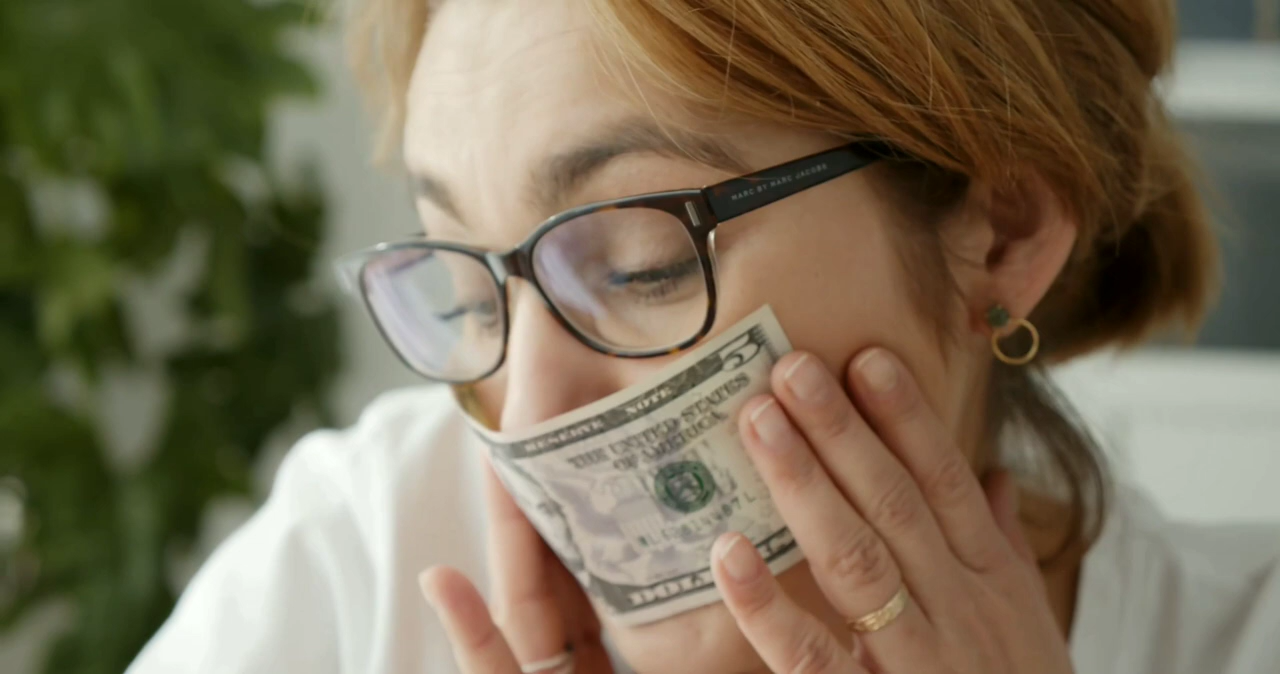 MARC BY MARC JACOBS
5
RESERVE NOTE
THE UNITED STATES
OF AMERICA